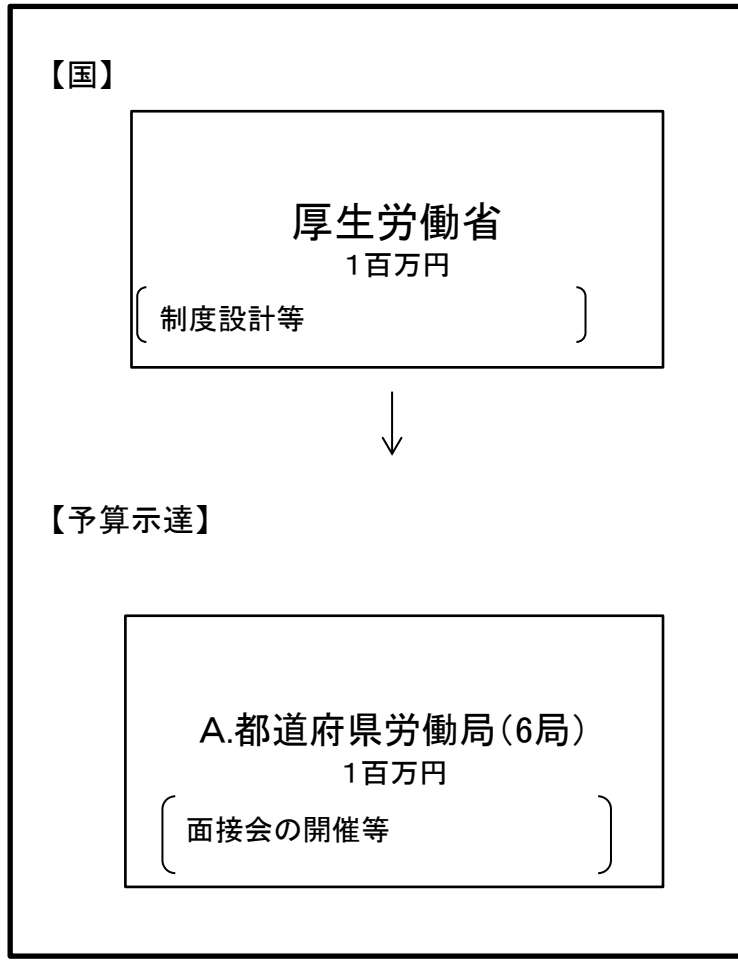 【国】
厚生労働省
１百万円
制度設計等
【予算示達】
A.都道府県労働局（6局）
１百万円
面接会の開催等